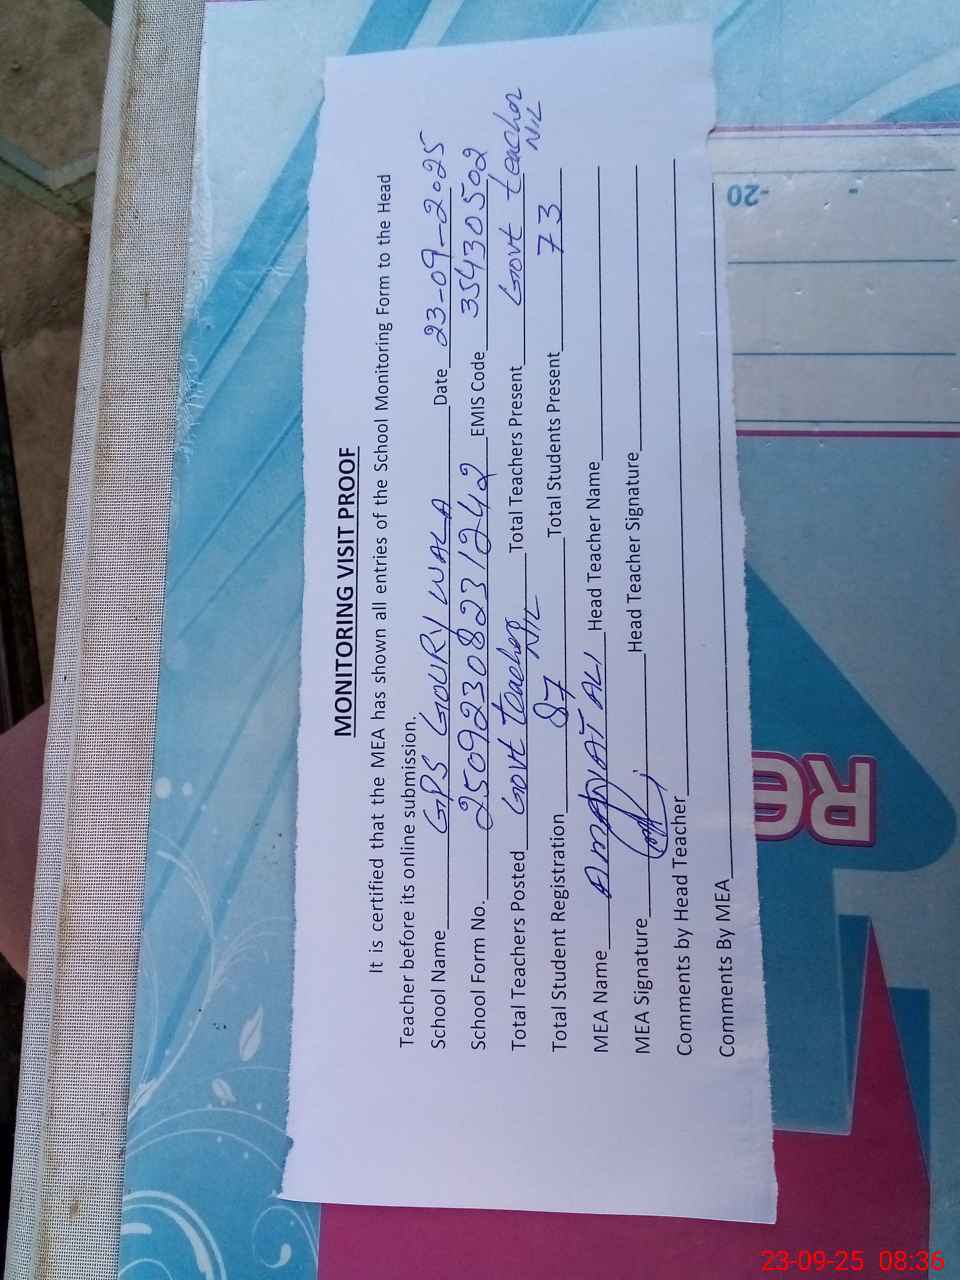 MONITORING VISIT PROOF
It is certified that the MEA has shown all entries of the School Monitoring Form to the Head
Teacher before its online submission.
School Name GPS GOURY WALA Date 23-09-2025
School Form No. 2509230823 1242 EMIS Code 35430502
Total Teachers Posted Govt teacher NIL Total Teachers Present Govt teacher NIL
Total Student Registration 87 Total Students Present 73
MEA Name AMANAT ALI Head Teacher Name
MEA Signature Head Teacher Signature
Comments by Head Teacher
Comments By MEA
-20
Re
23-09-25 08:36